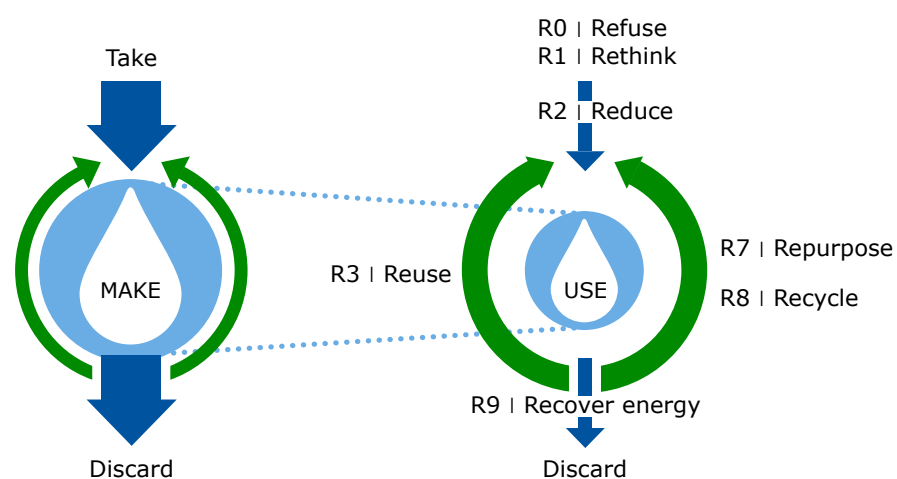 Take
MAKE
Discard
R0 | Refuse
R1 | Rethink
R2 | Reduce
R3 | Reuse
USE
R7 | Repurpose
R8 | Recycle
R9 | Recover energy
Discard